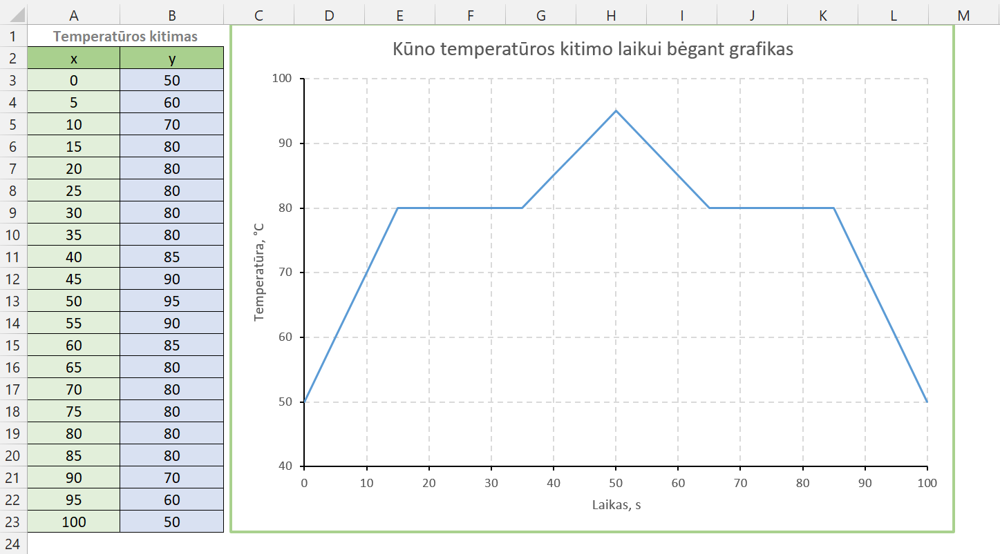 A B C D E F G H I J K L M
1 Temperatūros kitimas
2 x y
3 0 50
4 5 60
5 10 70
6 15 80
7 20 80
8 25 80
9 30 80
10 35 80
11 40 85
12 45 90
13 50 95
14 55 90
15 60 85
16 65 80
17 70 80
18 75 80
19 80 80
20 85 80
21 90 70
22 95 60
23 100 50
24
Kūno temperatūros kitimo laikui bėgant grafikas
Temperatūra, °C
100
90
80
70
60
50
40
0 10 20 30 40 50 60 70 80 90 100
Laikas, s